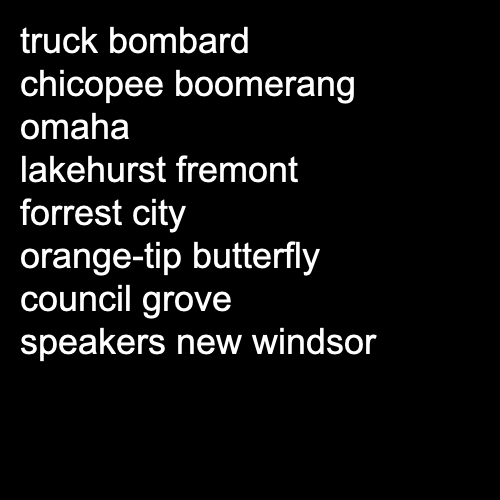 truck bombard
chicopee boomerang
omaha
lakehurst fremont
forrest city
orange-tip butterfly
council grove
speakers new windsor